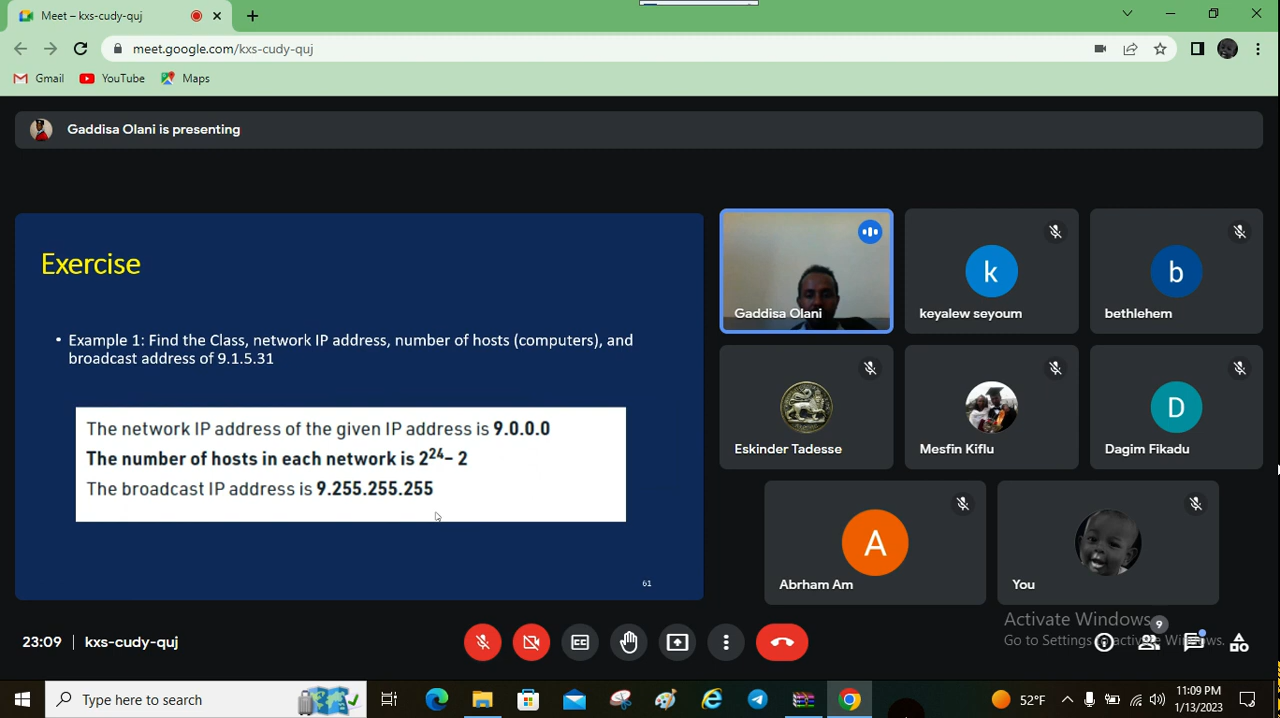 Meet – kxs-cudy-quj
meet.google.com/kxs-cudy-quj
Gmail YouTube Maps
Gaddisa Olani is presenting
Exercise
• Example 1: Find the Class, network IP address, number of hosts (computers), and
broadcast address of 9.1.5.31
The network IP address of the given IP address is 9.0.0.0
The number of hosts in each network is 2²⁴– 2
The broadcast IP address is 9.255.255.255
61
Gaddisa Olani
k
keyalew seyoum
b
bethlehem
Eskinder Tadesse
Mesfin Kiflu
D
Dagim Fikadu
A
Abrham Am
You
23:09 | kxs-cudy-quj
9
Activate Windows
Go to Settings to activate Windows.
Type here to search
52°F
11:09 PM
1/13/2023